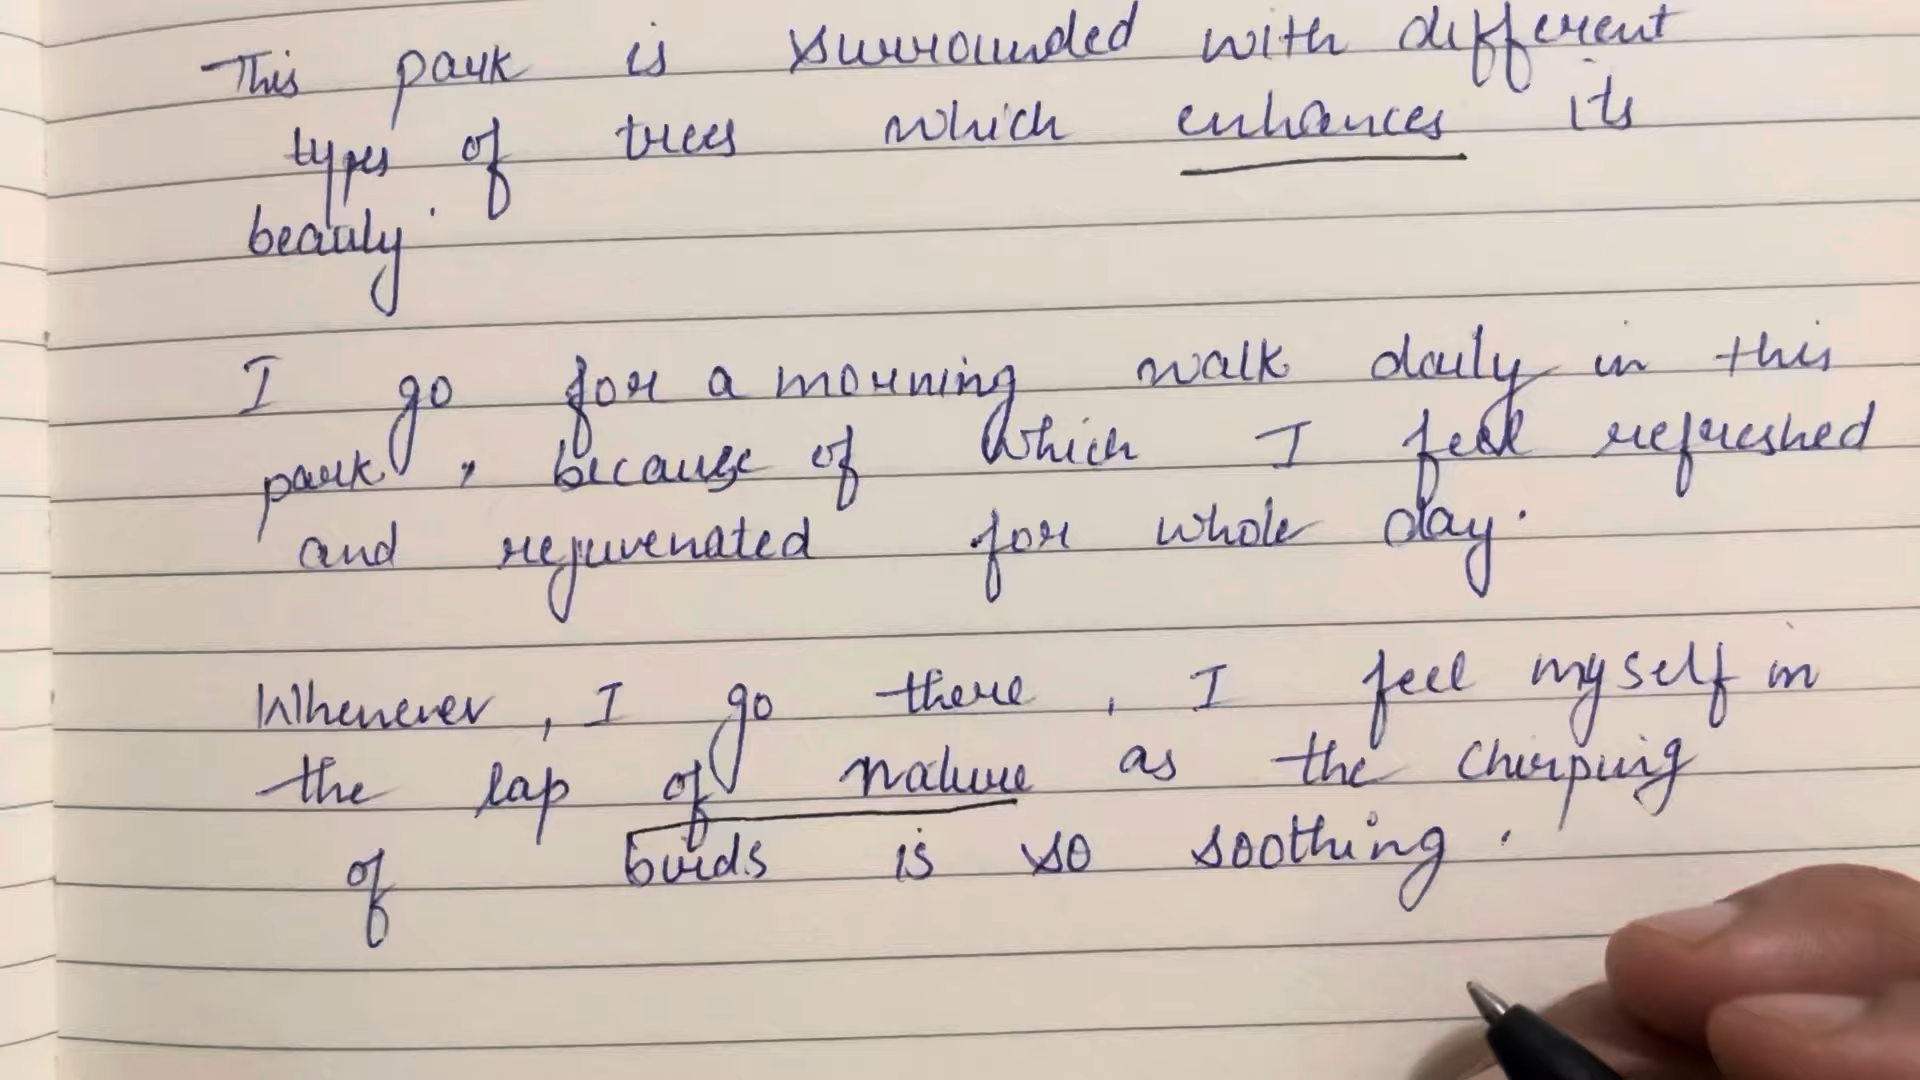 This park is surrounded with different
types of trees which enhances its
beauty.
I go for a morning walk daily in this
park, because of which I feel refreshed
and rejuvenated for whole day.
Whenever, I go there, I feel myself in
the lap of nature as the chirping
of birds is so soothing.